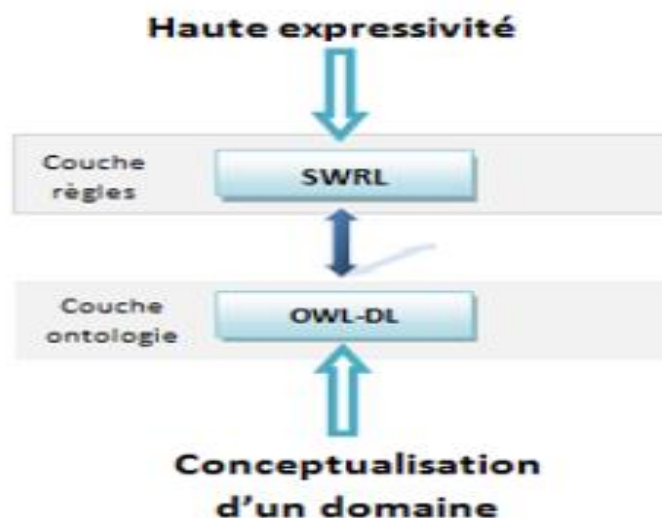 Haute expressivité
Couche
règles
SWRL
Couche
ontologie
OWL-DL
Conceptualisation
d'un domaine